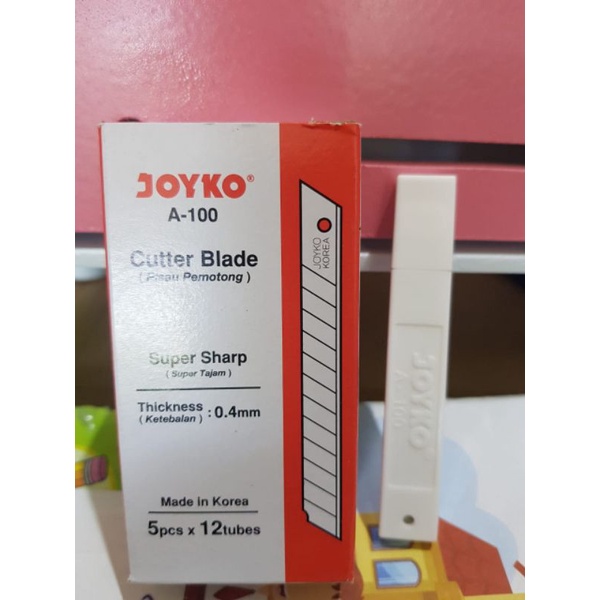 JOYKO®
A-100
Cutter Blade
( Pisau Pemotong )
Super Sharp
( Super Tajam )
Thickness : 0.4mm
( Ketebalan )
Made in Korea
5pcs x 12tubes
JOYKO
KOREA
JOYKO
A-100